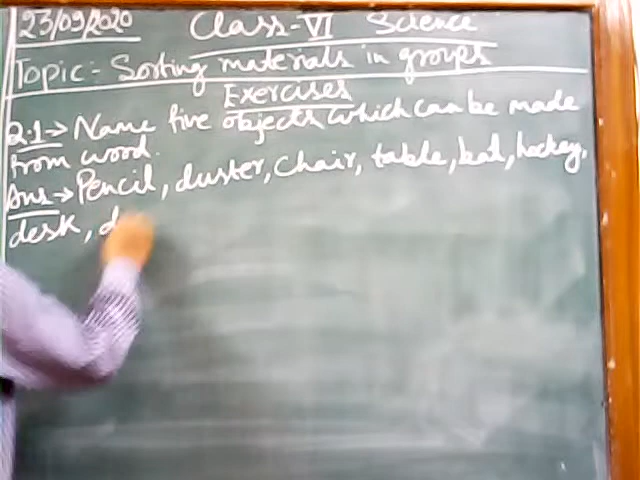 23/09/2020 Class-VI Science
Topic:- Sorting materials in groups
Exercises
Q.1→ Name five objects which can be made
from wood.
Ans→ Pencil, duster, Chair, table, bat, hockey,
desk, d